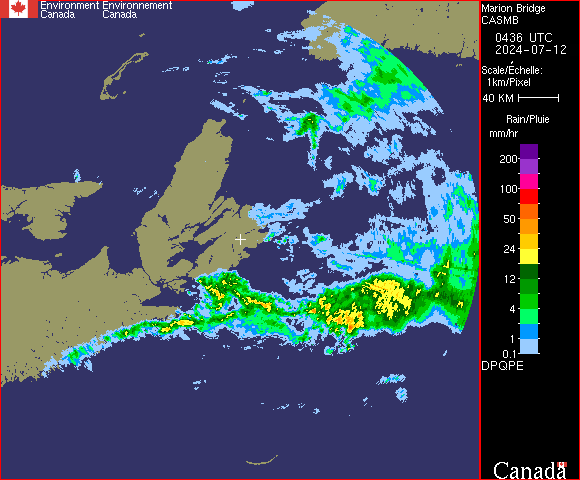 Environment Environnement
Canada Canada
Marion Bridge
CASMB
0436 UTC
2024-07-12
Scale/Échelle:
1km/Pixel
40 KM
Rain/Pluie
mm/hr
200
100
50
24
12
4
1
0.1
DPQPE
Canada